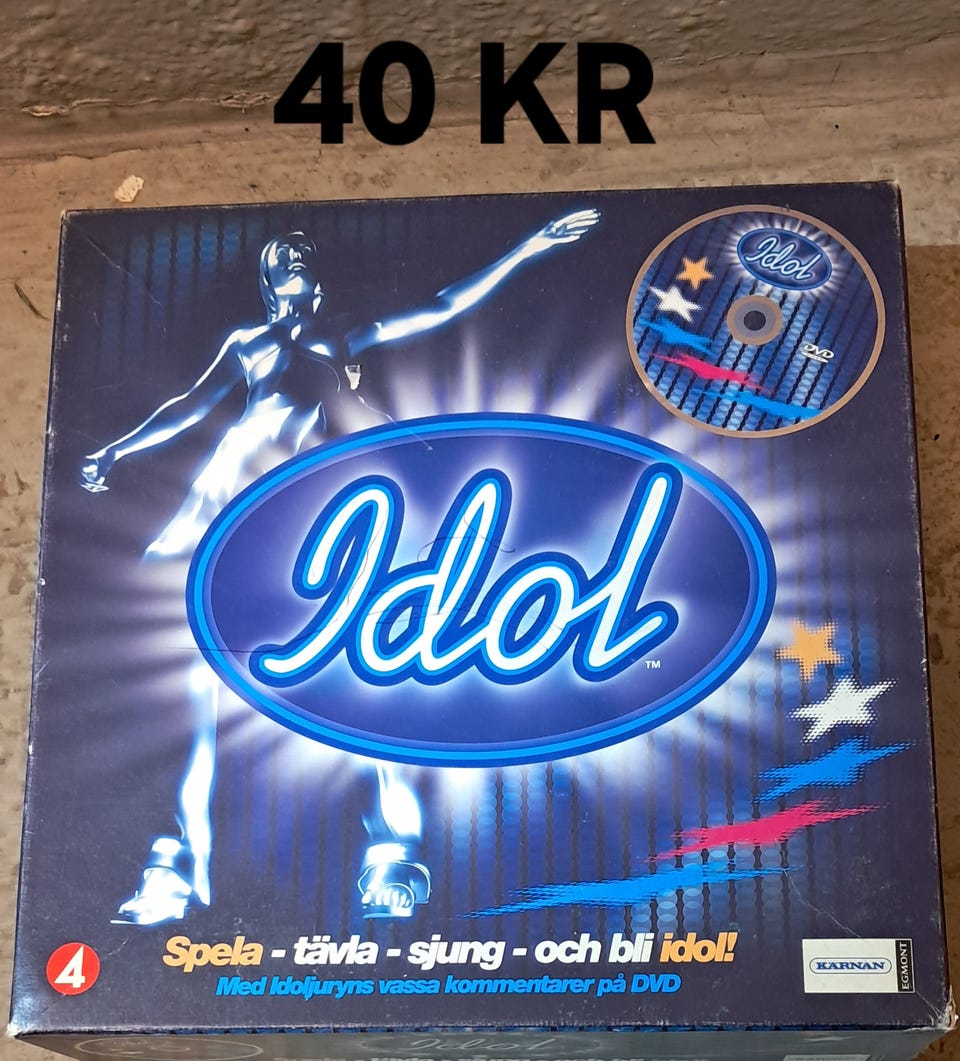 40 KR
Idol
DVD
Idol
TM
Spela - tävla - sjung - och bli idol!
Med Idoljuryns vassa kommentarer på DVD
4
KÄRNAN
EGMONT
Idol